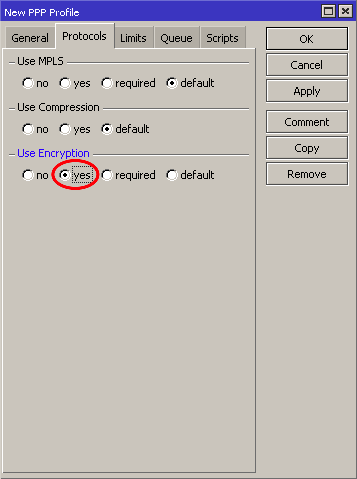 New PPP Profile
General Protocols Limits Queue Scripts
OK
Cancel
Apply
Comment
Copy
Remove
Use MPLS
no yes required default
Use Compression
no yes default
Use Encryption
no yes required default